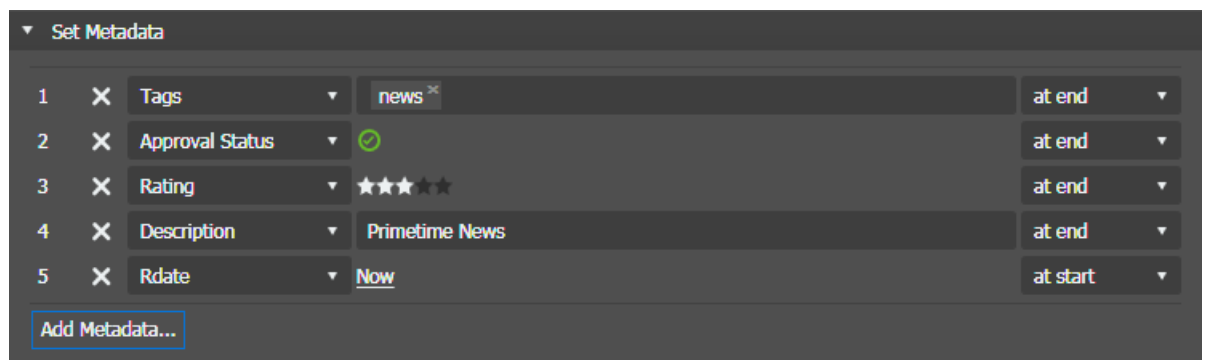 Set Metadata
1 Tags news at end
2 Approval Status at end
3 Rating at end
4 Description Primetime News at end
5 Rdate Now at start
Add Metadata...